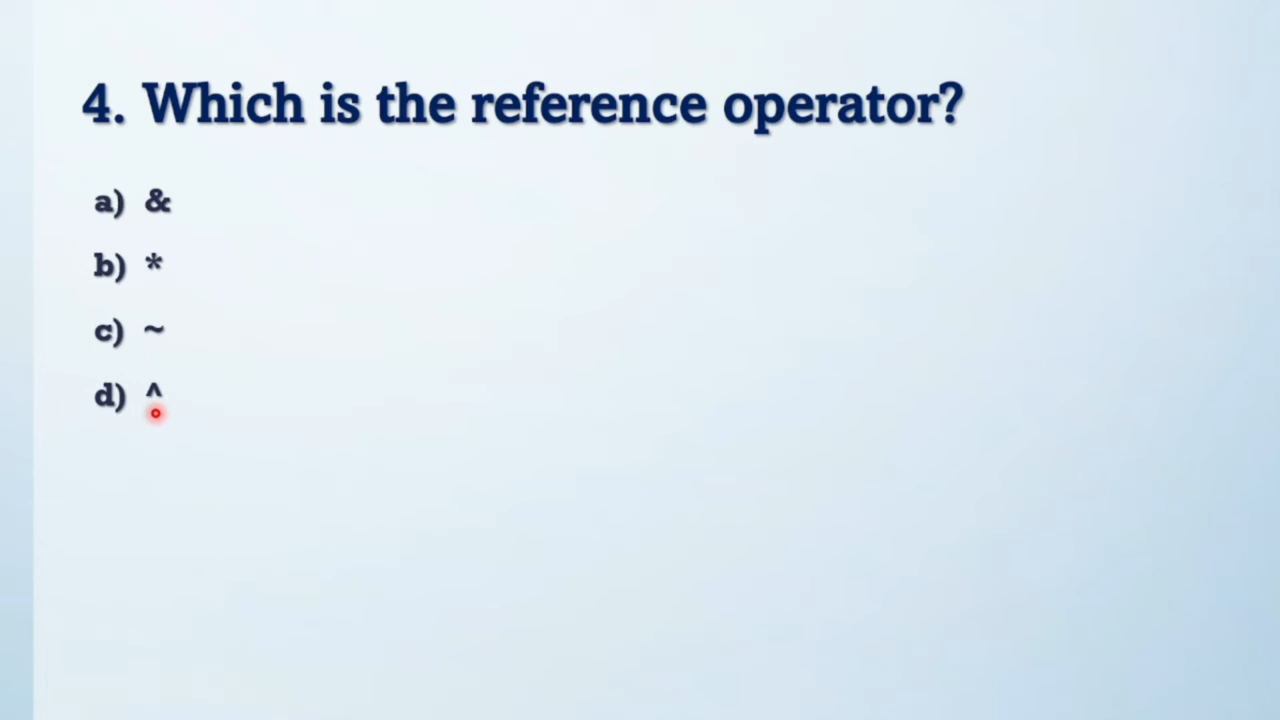 4. Which is the reference operator?
a) &
b) *
c) ~
d) ^